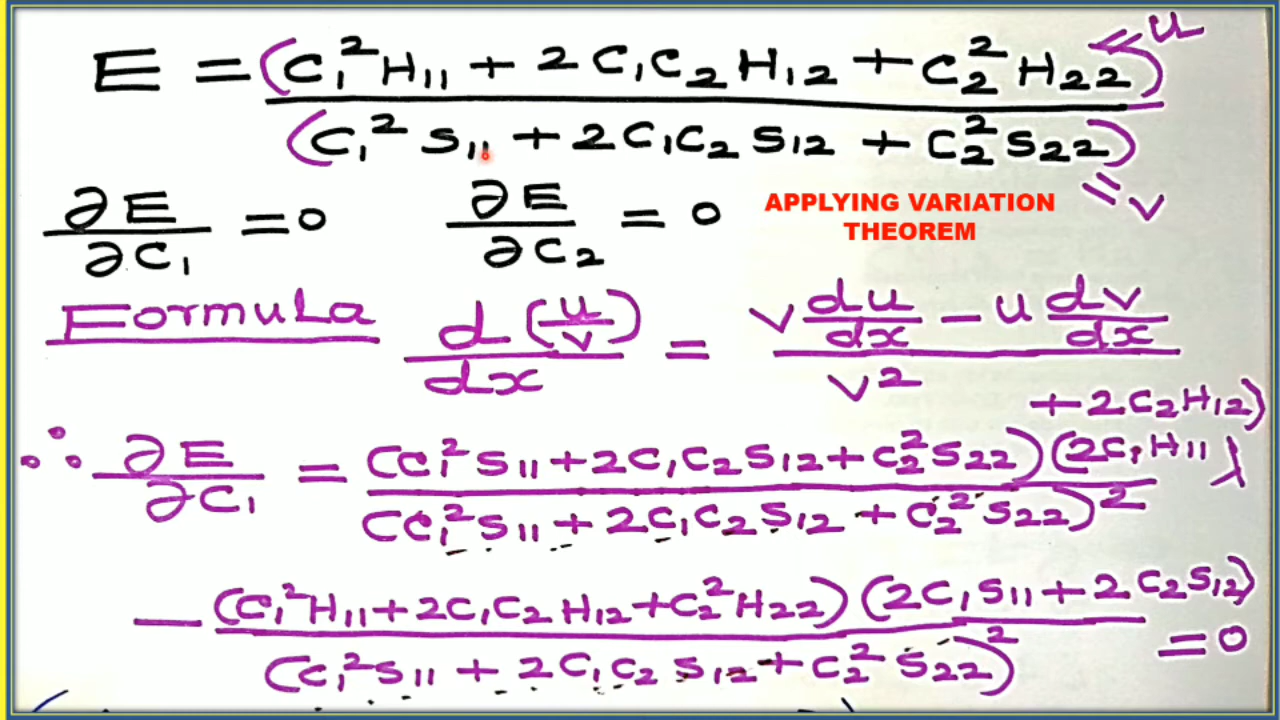 E = (C₁²H₁₁ + 2C₁C₂H₁₂ + C₂²H₂₂) ⇐ u
(C₁²S₁₁ + 2C₁C₂S₁₂ + C₂²S₂₂) = v
∂E/∂C₁ = 0 ∂E/∂C₂ = 0
APPLYING VARIATION
THEOREM
Formula d(u/v)/dx = (v du/dx − u dv/dx)/v²
∴ ∂E/∂C₁ = (C₁²S₁₁ + 2C₁C₂S₁₂ + C₂²S₂₂)(2C₁H₁₁ + 2C₂H₁₂)
(C₁²S₁₁ + 2C₁C₂S₁₂ + C₂²S₂₂)²
− (C₁²H₁₁ + 2C₁C₂H₁₂ + C₂²H₂₂)(2C₁S₁₁ + 2C₂S₁₂)
(C₁²S₁₁ + 2C₁C₂S₁₂ + C₂²S₂₂)² = 0